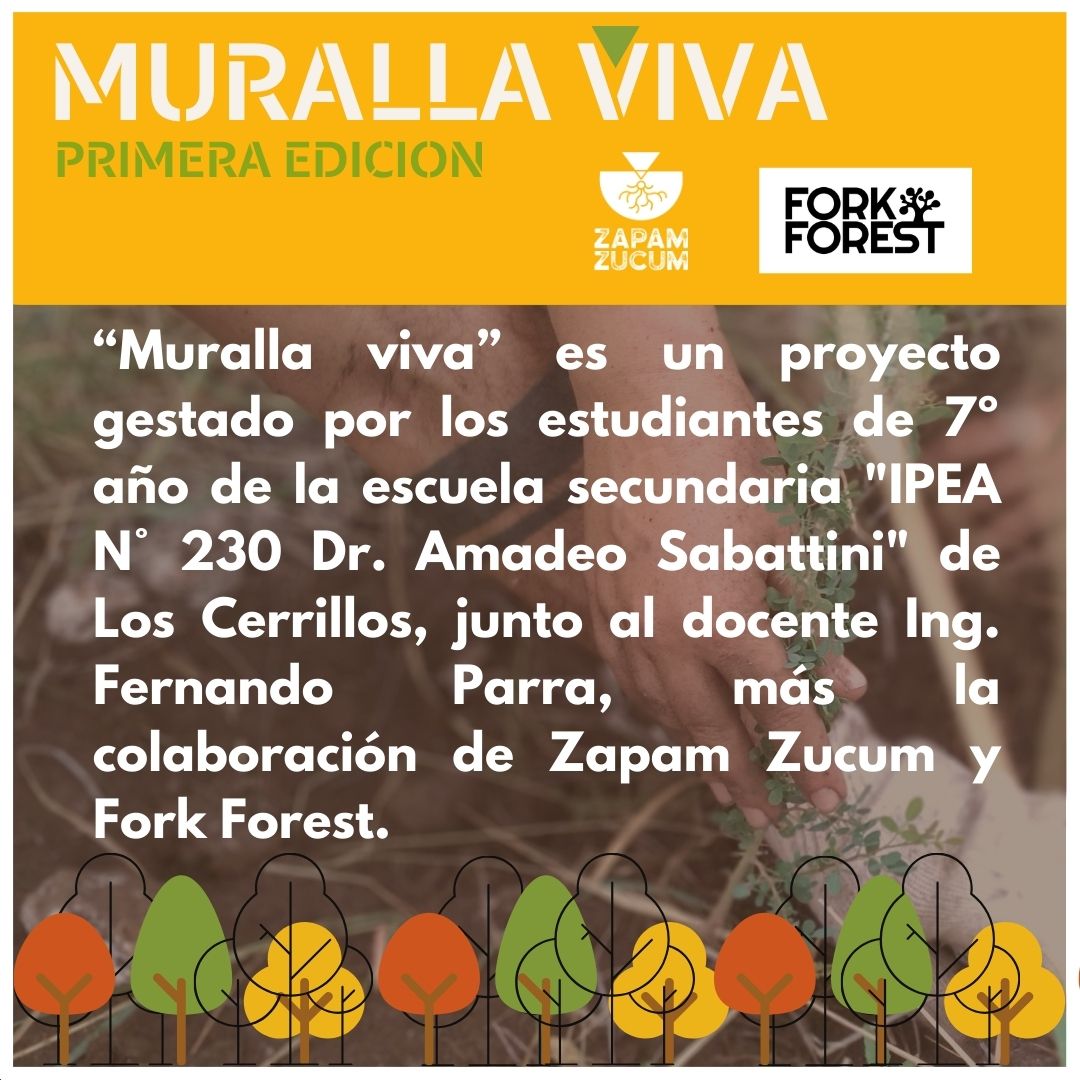 MURALLA VIVA
PRIMERA EDICION
ZAPAM
ZUCUM
FORK
FOREST
“Muralla viva” es un proyecto
gestado por los estudiantes de 7º
año de la escuela secundaria "IPEA
N° 230 Dr. Amadeo Sabattini" de
Los Cerrillos, junto al docente Ing.
Fernando Parra, más la
colaboración de Zapam Zucum y
Fork Forest.